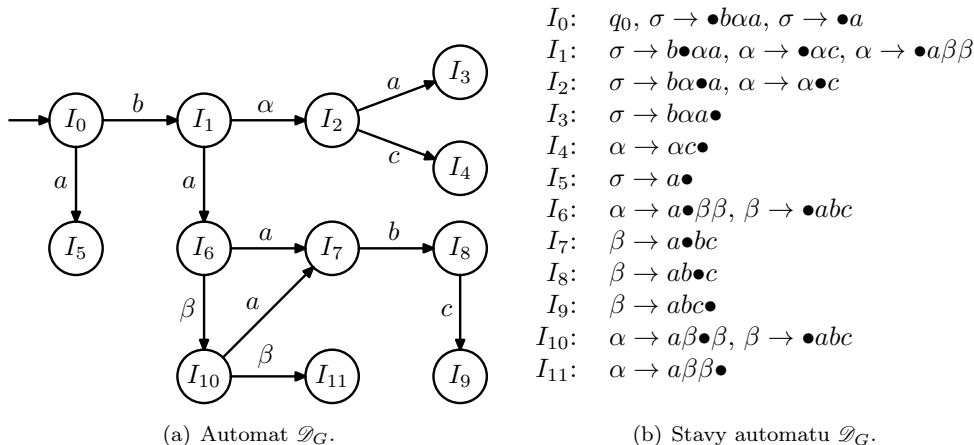 I₀ b I₁ α I₂ a I₃
c I₄
a a
I₅ I₆ a I₇ b I₈
β a c
I₁₀ β I₁₁ I₉
(a) Automat 𝒟_G.
I₀: q₀, σ → •bαa, σ → •a
I₁: σ → b•αa, α → •αc, α → •aββ
I₂: σ → bα•a, α → α•c
I₃: σ → bαa•
I₄: α → αc•
I₅: σ → a•
I₆: α → a•ββ, β → •abc
I₇: β → a•bc
I₈: β → ab•c
I₉: β → abc•
I₁₀: α → aβ•β, β → •abc
I₁₁: α → aββ•
(b) Stavy automatu 𝒟_G.